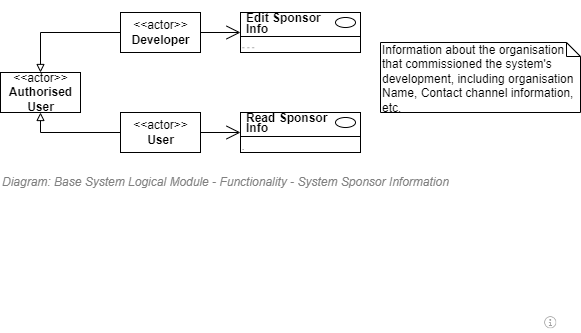 <<actor>>
Developer
Edit Sponsor
Info
- - -
<<actor>>
Authorised
User
<<actor>>
User
Read Sponsor
Info
Information about the organisation
that commissioned the system's
development, including organisation
Name, Contact channel information,
etc.
Diagram: Base System Logical Module - Functionality - System Sponsor Information